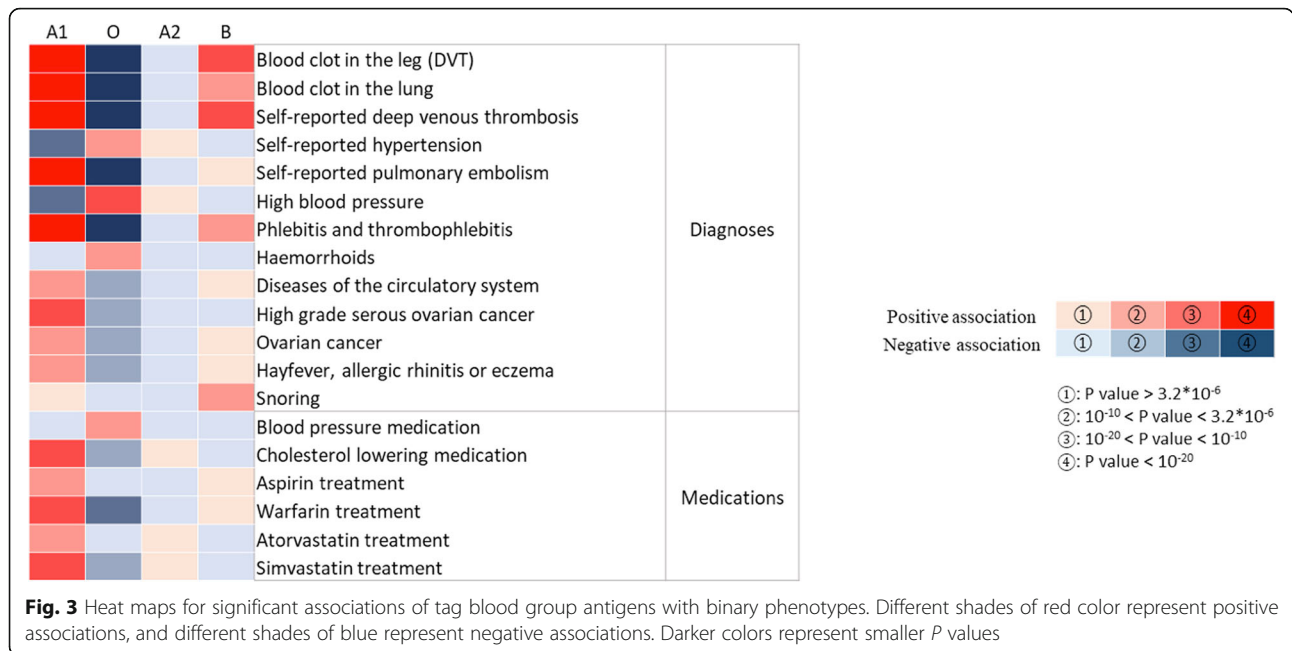 A1 O A2 B
Blood clot in the leg (DVT)
Blood clot in the lung
Self-reported deep venous thrombosis
Self-reported hypertension
Self-reported pulmonary embolism
High blood pressure
Phlebitis and thrombophlebitis
Haemorrhoids
Diseases of the circulatory system
High grade serous ovarian cancer
Ovarian cancer
Hayfever, allergic rhinitis or eczema
Snoring
Diagnoses
Blood pressure medication
Cholesterol lowering medication
Aspirin treatment
Warfarin treatment
Atorvastatin treatment
Simvastatin treatment
Medications
Positive association ① ② ③ ④
Negative association ① ② ③ ④
①: P value > 3.2*10⁻⁶
②: 10⁻¹⁰ < P value < 3.2*10⁻⁶
③: 10⁻²⁰ < P value < 10⁻¹⁰
④: P value < 10⁻²⁰
Fig. 3 Heat maps for significant associations of tag blood group antigens with binary phenotypes. Different shades of red color represent positive
associations, and different shades of blue represent negative associations. Darker colors represent smaller P values